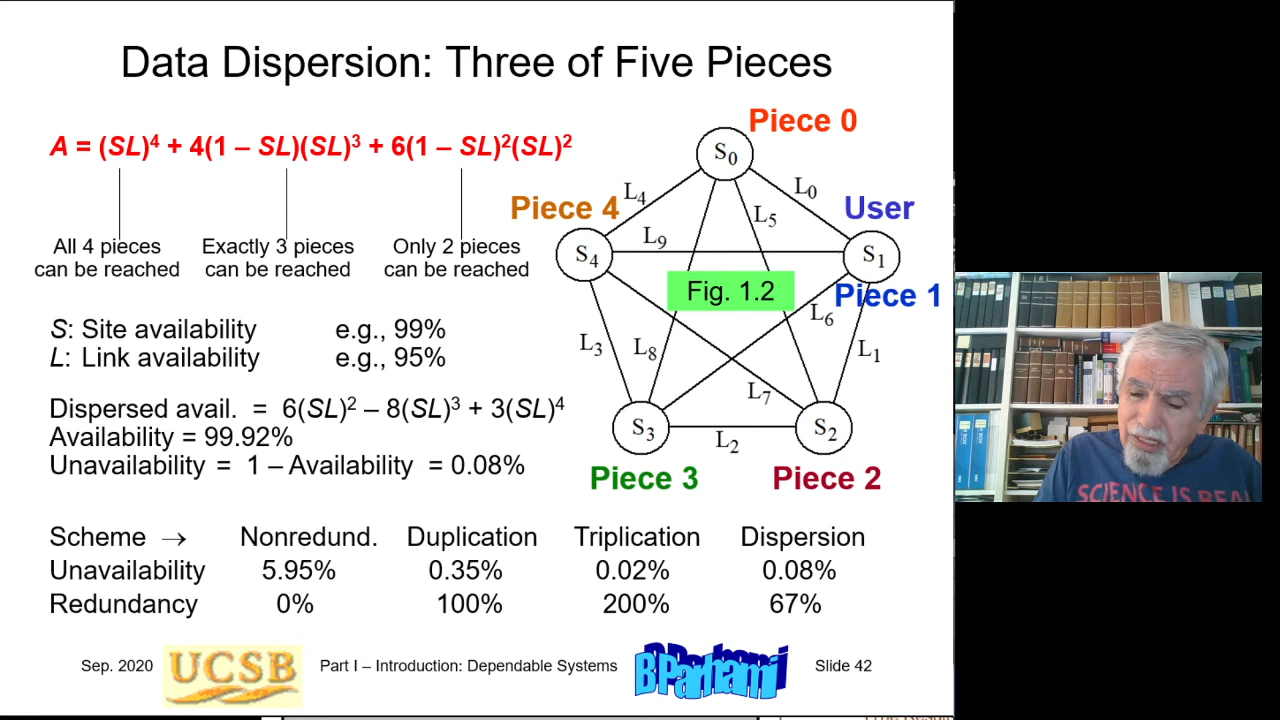 Data Dispersion: Three of Five Pieces
A = (SL)⁴ + 4(1 – SL)(SL)³ + 6(1 – SL)²(SL)²
All 4 pieces can be reached
Exactly 3 pieces can be reached
Only 2 pieces can be reached
S: Site availability e.g., 99%
L: Link availability e.g., 95%
Dispersed avail. = 6(SL)² – 8(SL)³ + 3(SL)⁴
Availability = 99.92%
Unavailability = 1 – Availability = 0.08%
Piece 0
S₀
L₄
L₀
Piece 4
L₅
User
L₉
S₄
S₁
Fig. 1.2
Piece 1
L₆
L₃
L₈
L₁
L₇
S₃
S₂
L₂
Piece 3
Piece 2
Scheme → Nonredund. Duplication Triplication Dispersion
Unavailability 5.95% 0.35% 0.02% 0.08%
Redundancy 0% 100% 200% 67%
Sep. 2020
UCSB
Part I – Introduction: Dependable Systems
B Parhami
Slide 42
SCIENCE IS REAL